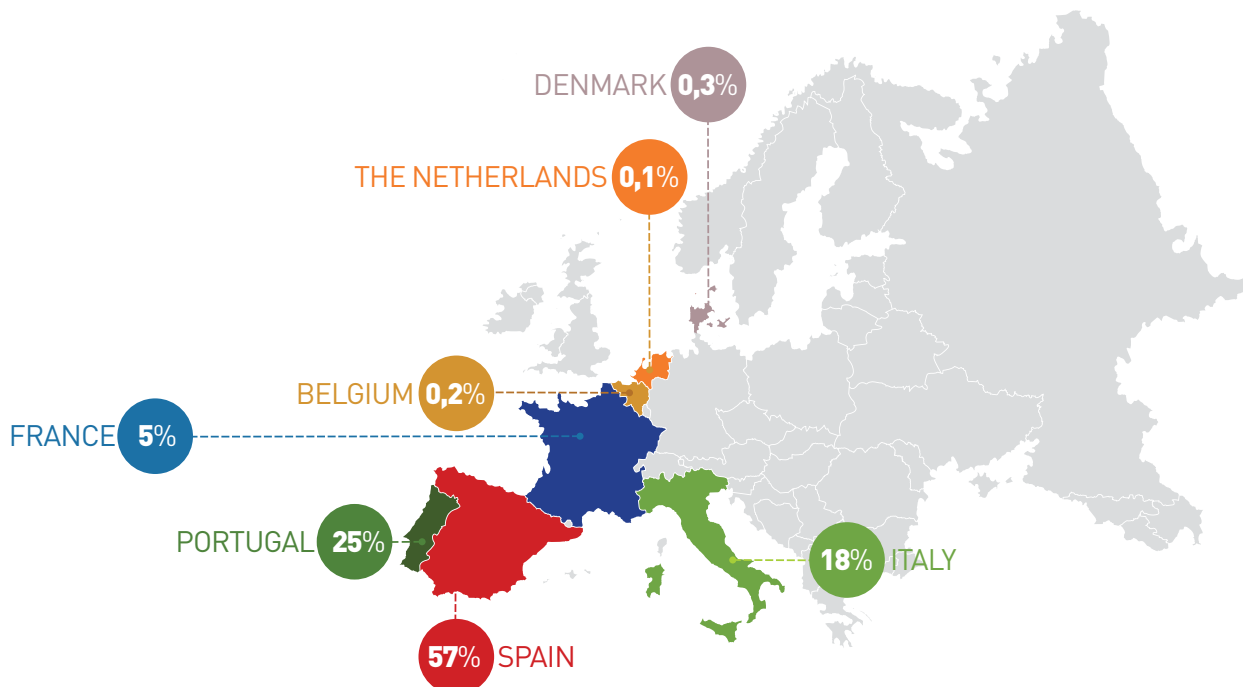 DENMARK 0,3%
THE NETHERLANDS 0,1%
BELGIUM 0,2%
FRANCE 5%
PORTUGAL 25%
18% ITALY
57% SPAIN